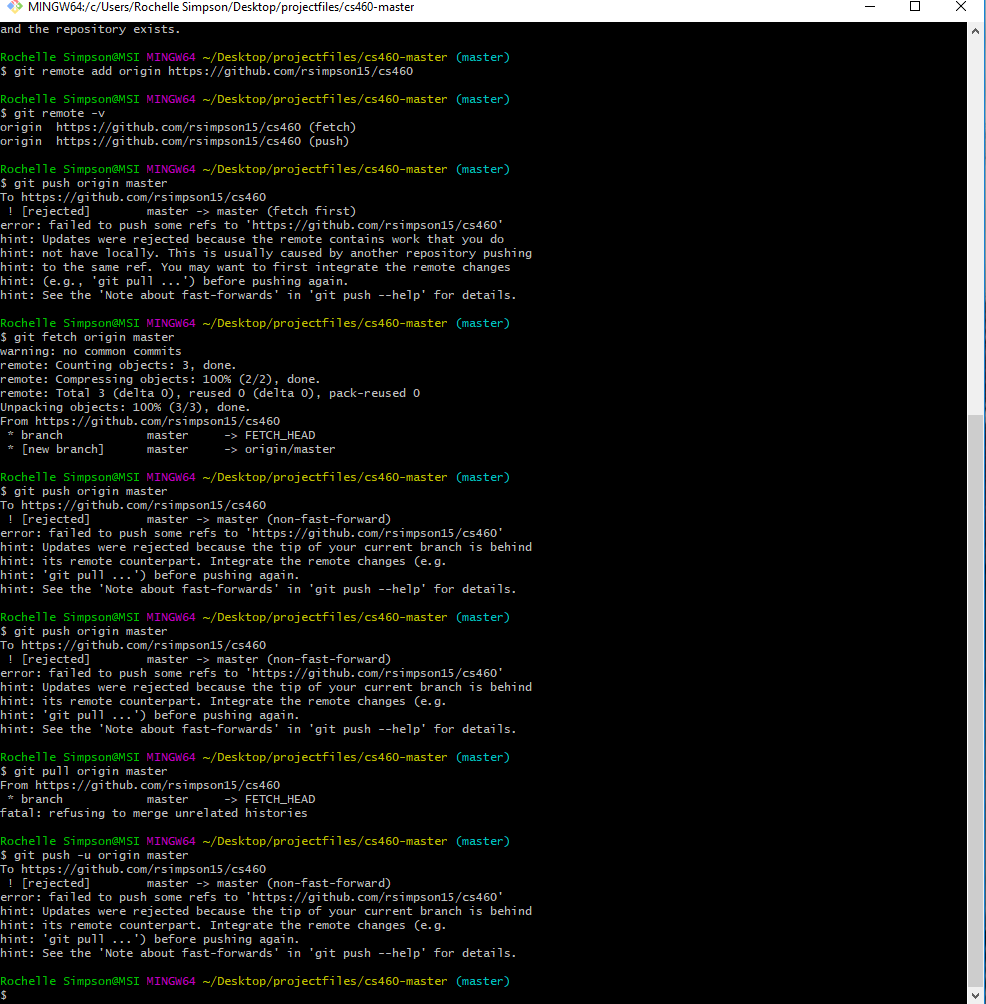 MINGW64:/c/Users/Rochelle Simpson/Desktop/projectfiles/cs460-master
and the repository exists.
Rochelle Simpson@MSI MINGW64 ~/Desktop/projectfiles/cs460-master (master)
$ git remote add origin https://github.com/rsimpson15/cs460
Rochelle Simpson@MSI MINGW64 ~/Desktop/projectfiles/cs460-master (master)
$ git remote -v
origin  https://github.com/rsimpson15/cs460 (fetch)
origin  https://github.com/rsimpson15/cs460 (push)
Rochelle Simpson@MSI MINGW64 ~/Desktop/projectfiles/cs460-master (master)
$ git push origin master
To https://github.com/rsimpson15/cs460
 ! [rejected]        master -> master (fetch first)
error: failed to push some refs to 'https://github.com/rsimpson15/cs460'
hint: Updates were rejected because the remote contains work that you do
hint: not have locally. This is usually caused by another repository pushing
hint: to the same ref. You may want to first integrate the remote changes
hint: (e.g., 'git pull ...') before pushing again.
hint: See the 'Note about fast-forwards' in 'git push --help' for details.
Rochelle Simpson@MSI MINGW64 ~/Desktop/projectfiles/cs460-master (master)
$ git fetch origin master
warning: no common commits
remote: Counting objects: 3, done.
remote: Compressing objects: 100% (2/2), done.
remote: Total 3 (delta 0), reused 0 (delta 0), pack-reused 0
Unpacking objects: 100% (3/3), done.
From https://github.com/rsimpson15/cs460
 * branch            master     -> FETCH_HEAD
 * [new branch]      master     -> origin/master
Rochelle Simpson@MSI MINGW64 ~/Desktop/projectfiles/cs460-master (master)
$ git push origin master
To https://github.com/rsimpson15/cs460
 ! [rejected]        master -> master (non-fast-forward)
error: failed to push some refs to 'https://github.com/rsimpson15/cs460'
hint: Updates were rejected because the tip of your current branch is behind
hint: its remote counterpart. Integrate the remote changes (e.g.
hint: 'git pull ...') before pushing again.
hint: See the 'Note about fast-forwards' in 'git push --help' for details.
Rochelle Simpson@MSI MINGW64 ~/Desktop/projectfiles/cs460-master (master)
$ git push origin master
To https://github.com/rsimpson15/cs460
 ! [rejected]        master -> master (non-fast-forward)
error: failed to push some refs to 'https://github.com/rsimpson15/cs460'
hint: Updates were rejected because the tip of your current branch is behind
hint: its remote counterpart. Integrate the remote changes (e.g.
hint: 'git pull ...') before pushing again.
hint: See the 'Note about fast-forwards' in 'git push --help' for details.
Rochelle Simpson@MSI MINGW64 ~/Desktop/projectfiles/cs460-master (master)
$ git pull origin master
From https://github.com/rsimpson15/cs460
 * branch            master     -> FETCH_HEAD
fatal: refusing to merge unrelated histories
Rochelle Simpson@MSI MINGW64 ~/Desktop/projectfiles/cs460-master (master)
$ git push -u origin master
To https://github.com/rsimpson15/cs460
 ! [rejected]        master -> master (non-fast-forward)
error: failed to push some refs to 'https://github.com/rsimpson15/cs460'
hint: Updates were rejected because the tip of your current branch is behind
hint: its remote counterpart. Integrate the remote changes (e.g.
hint: 'git pull ...') before pushing again.
hint: See the 'Note about fast-forwards' in 'git push --help' for details.
Rochelle Simpson@MSI MINGW64 ~/Desktop/projectfiles/cs460-master (master)
$